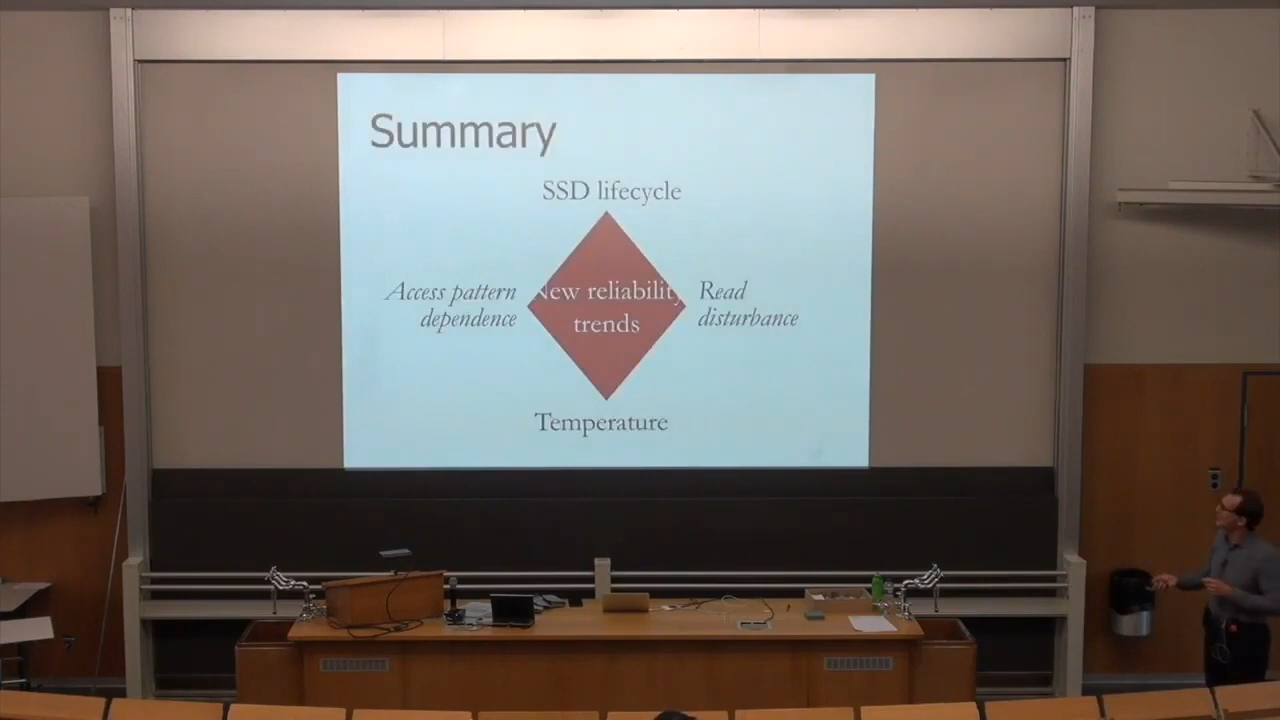 Summary
SSD lifecycle
Access pattern
dependence
New reliability
trends
Read
disturbance
Temperature